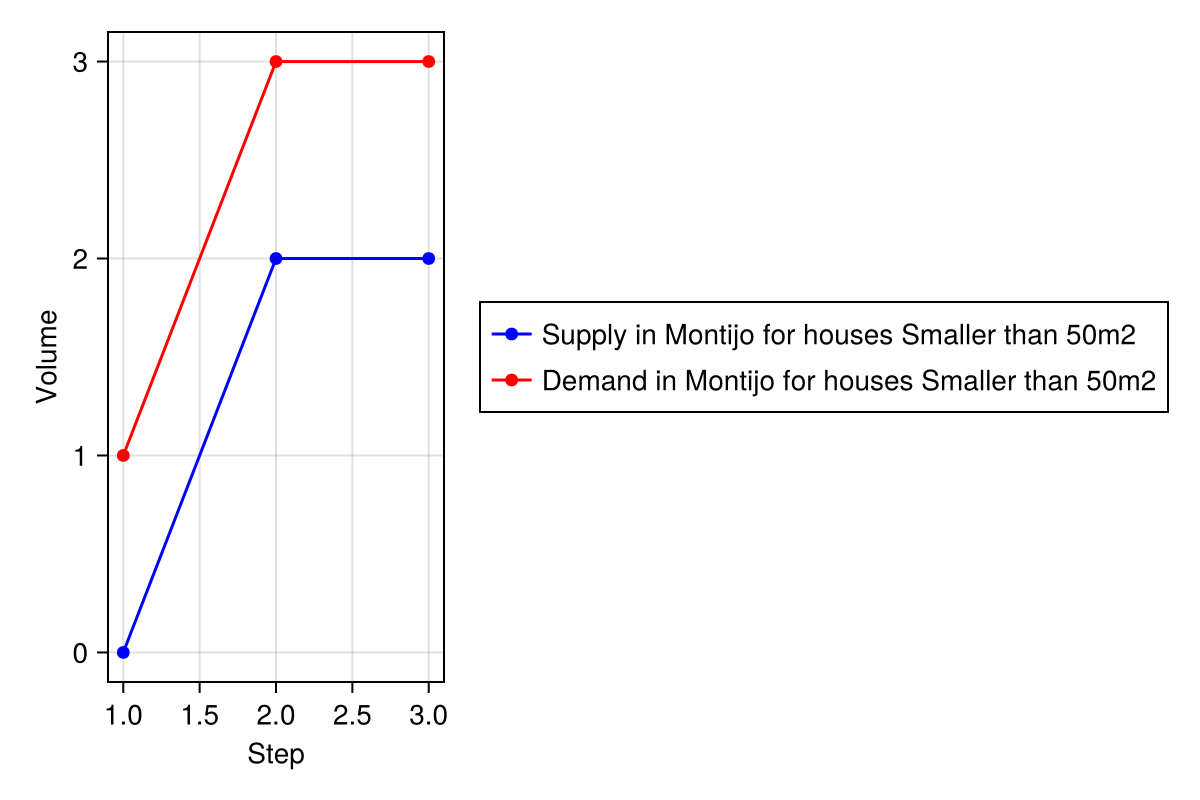 3
2
1
0
Volume
1.0 1.5 2.0 2.5 3.0
Step
Supply in Montijo for houses Smaller than 50m2
Demand in Montijo for houses Smaller than 50m2